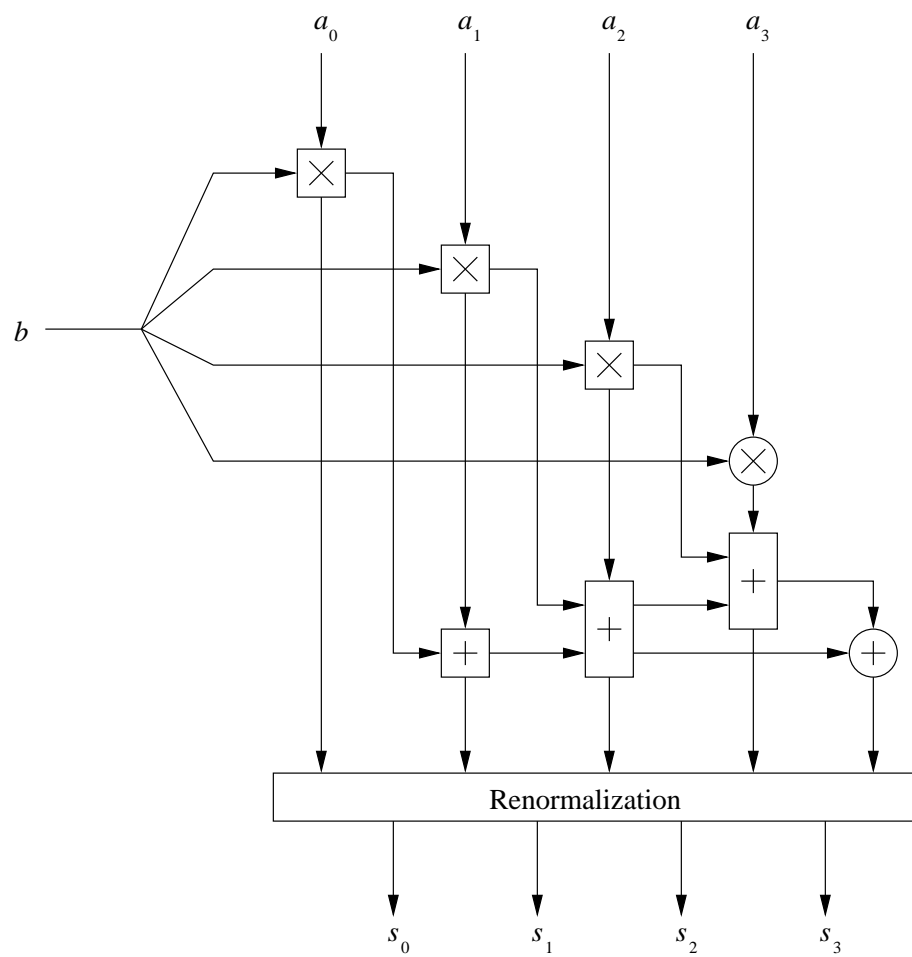 a0 a1 a2 a3
×
×
b
×
×
+
+
+ +
Renormalization
s0 s1 s2 s3